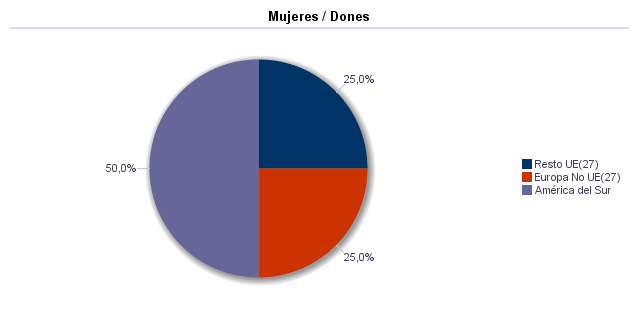 Mujeres / Dones
25,0%
50,0%
25,0%
Resto UE(27)
Europa No UE(27)
América del Sur